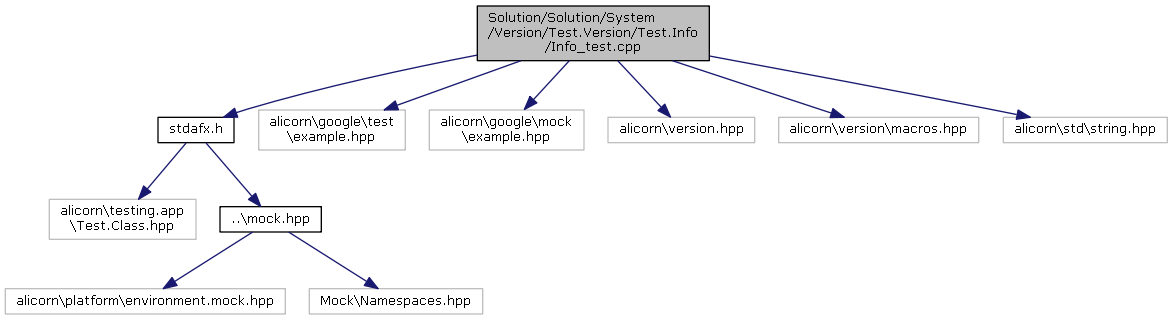 Solution/Solution/System
/Version/Test.Version/Test.Info
/Info_test.cpp
stdafx.h
alicorn\google\test
\example.hpp
alicorn\google\mock
\example.hpp
alicorn\version.hpp
alicorn\version\macros.hpp
alicorn\std\string.hpp
alicorn\testing.app
\Test.Class.hpp
..\mock.hpp
alicorn\platform\environment.mock.hpp
Mock\Namespaces.hpp